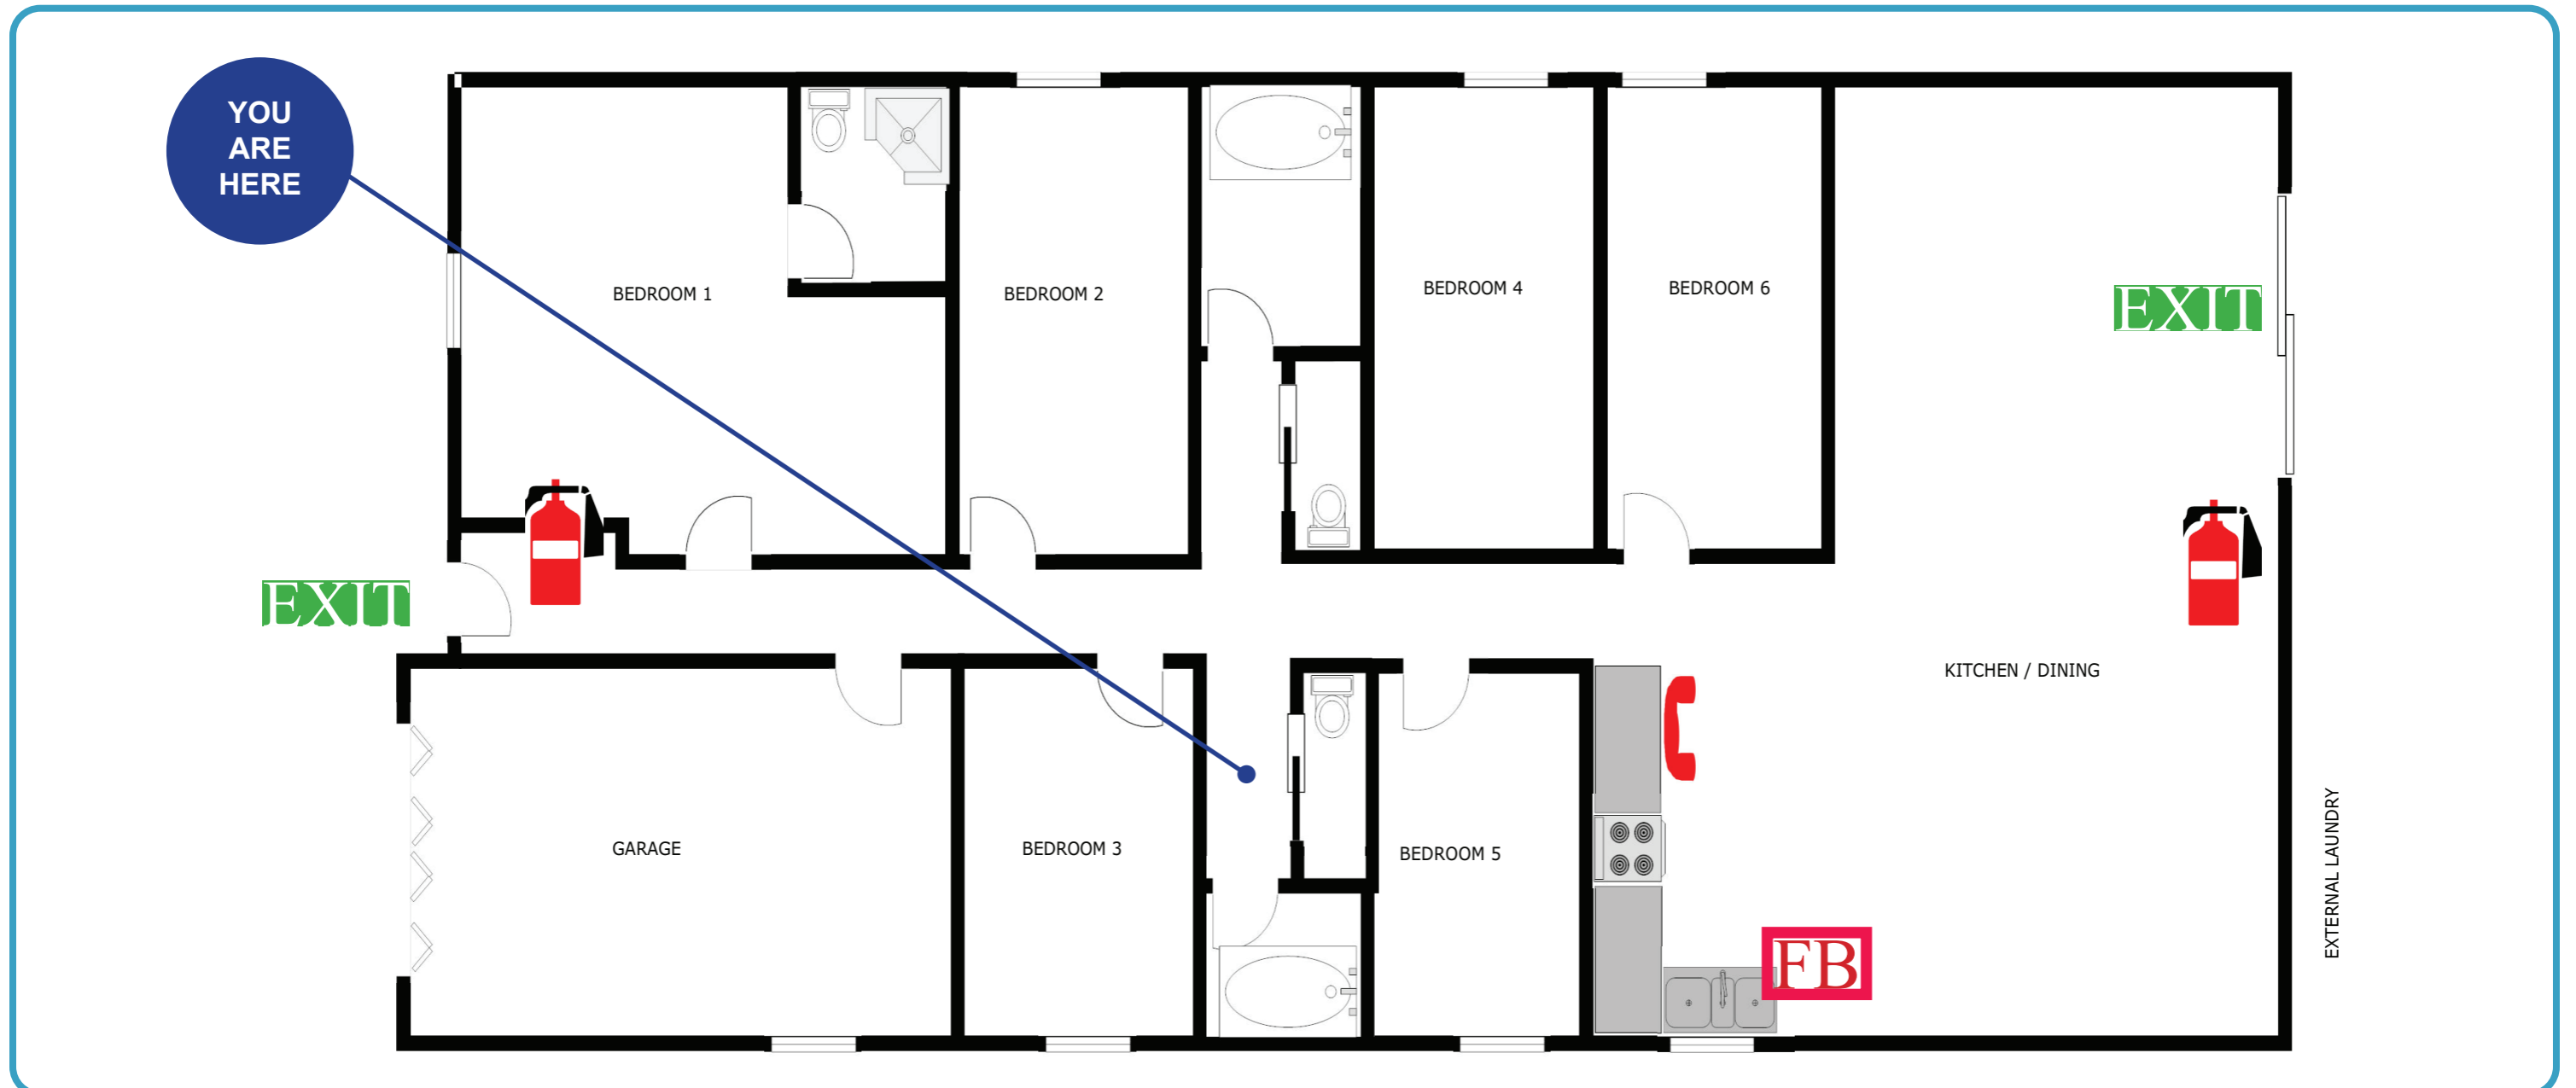 YOU
ARE
HERE
BEDROOM 1
BEDROOM 2
BEDROOM 4
BEDROOM 6
EXIT
EXIT
KITCHEN / DINING
GARAGE
BEDROOM 3
BEDROOM 5
EXTERNAL LAUNDRY
FB